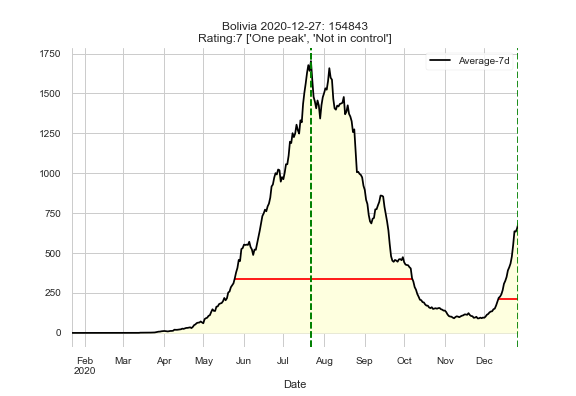 Bolivia 2020-12-27: 154843
Rating:7 ['One peak', 'Not in control']
Average-7d
1750
1500
1250
1000
750
500
250
0
Feb Mar Apr May Jun Jul Aug Sep Oct Nov Dec
2020
Date